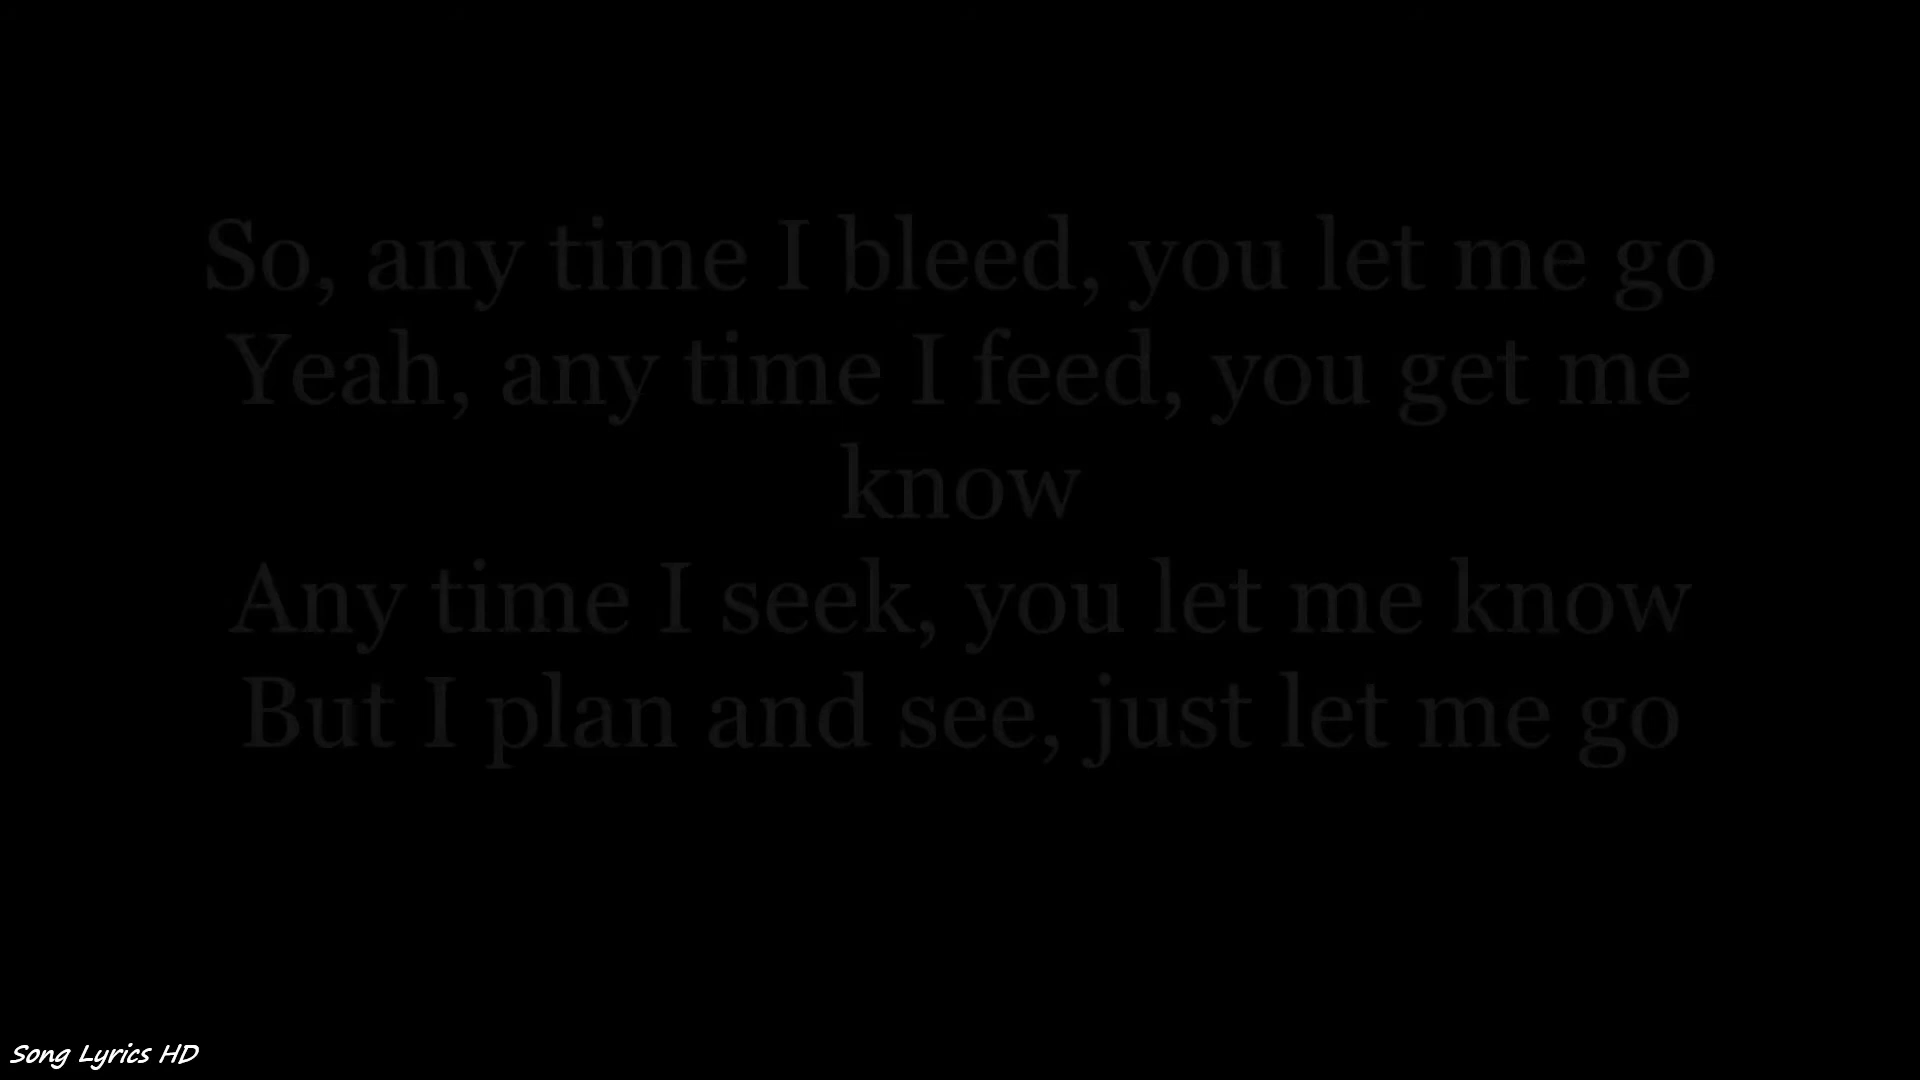 So, any time I bleed, you let me go
Yeah, any time I feed, you get me
know
Any time I seek, you let me know
But I plan and see, just let me go
Song Lyrics HD